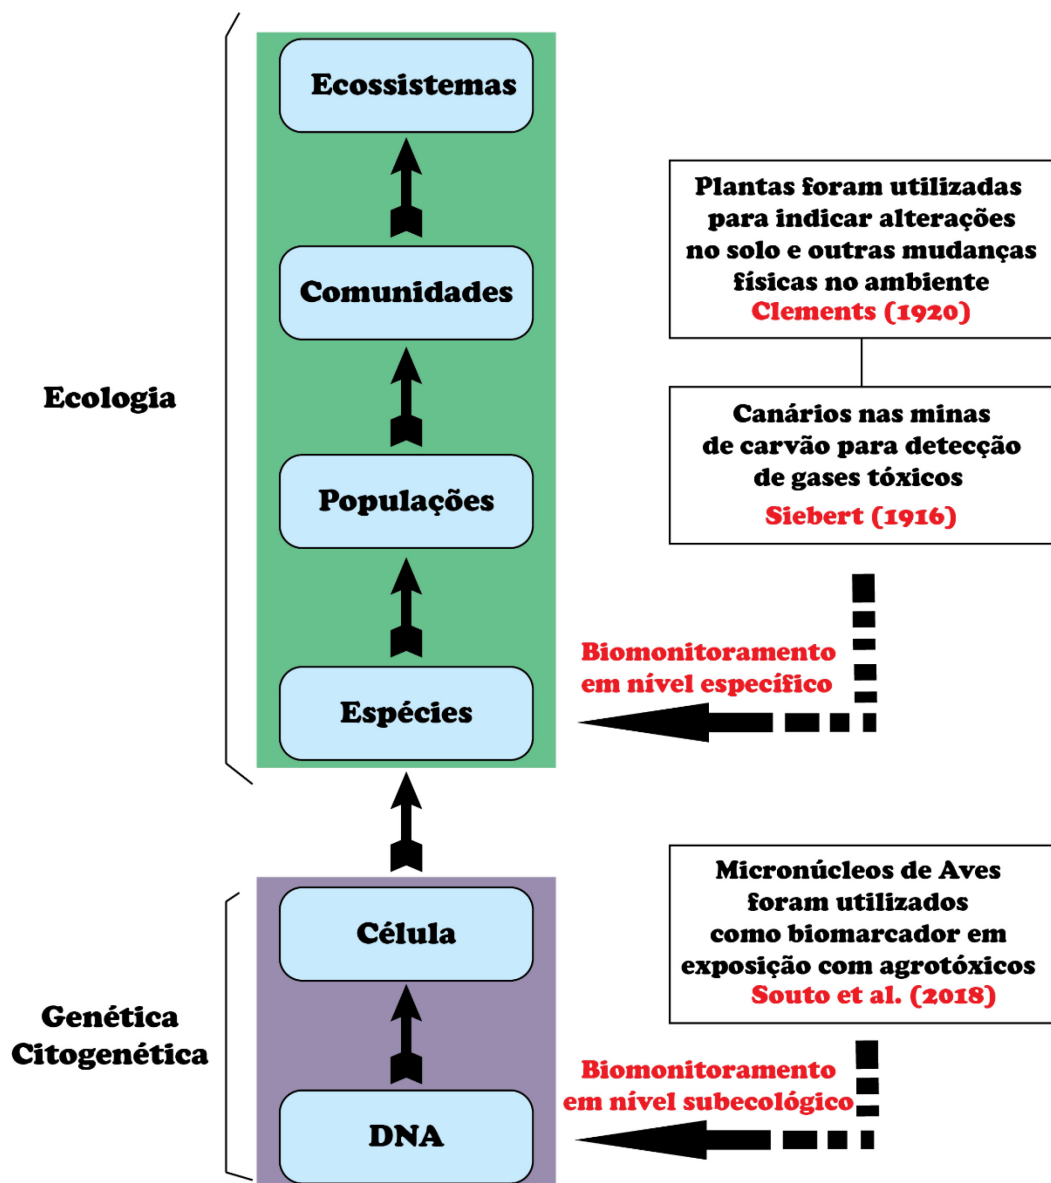 Ecossistemas
Comunidades
Populações
Espécies
Ecologia
Célula
DNA
Genética
Citogenética
Plantas foram utilizadas
para indicar alterações
no solo e outras mudanças
físicas no ambiente
Clements (1920)
Canários nas minas
de carvão para detecção
de gases tóxicos
Siebert (1916)
Biomonitoramento
em nível específico
Micronúcleos de Aves
foram utilizados
como biomarcador em
exposição com agrotóxicos
Souto et al. (2018)
Biomonitoramento
em nível subecológico